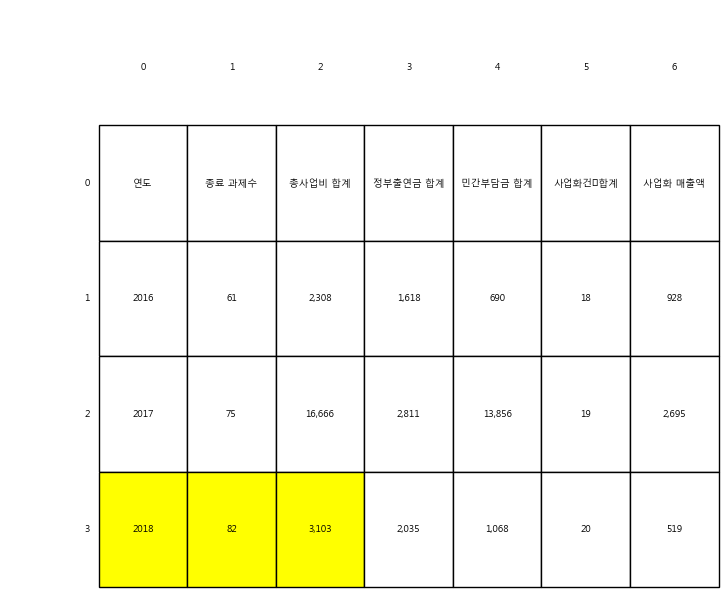 0 1 2 3 4 5 6
0 연도 종료 과제수 총사업비 합계 정부출연금 합계 민간부담금 합계 사업화건□합계 사업화 매출액
1 2016 61 2,308 1,618 690 18 928
2 2017 75 16,666 2,811 13,856 19 2,695
3 2018 82 3,103 2,035 1,068 20 519